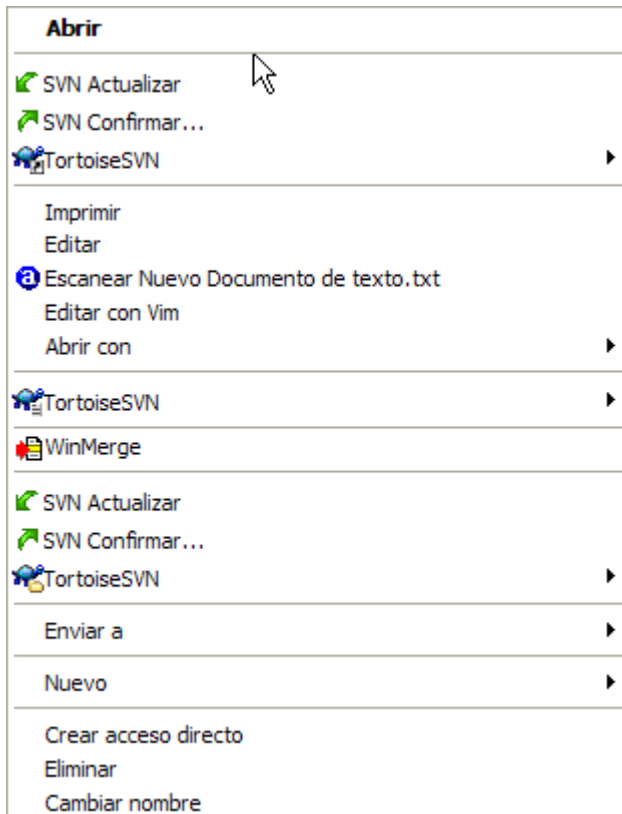 Abrir
SVN Actualizar
SVN Confirmar...
TortoiseSVN
Imprimir
Editar
Escanear Nuevo Documento de texto.txt
Editar con Vim
Abrir con
TortoiseSVN
WinMerge
SVN Actualizar
SVN Confirmar...
TortoiseSVN
Enviar a
Nuevo
Crear acceso directo
Eliminar
Cambiar nombre